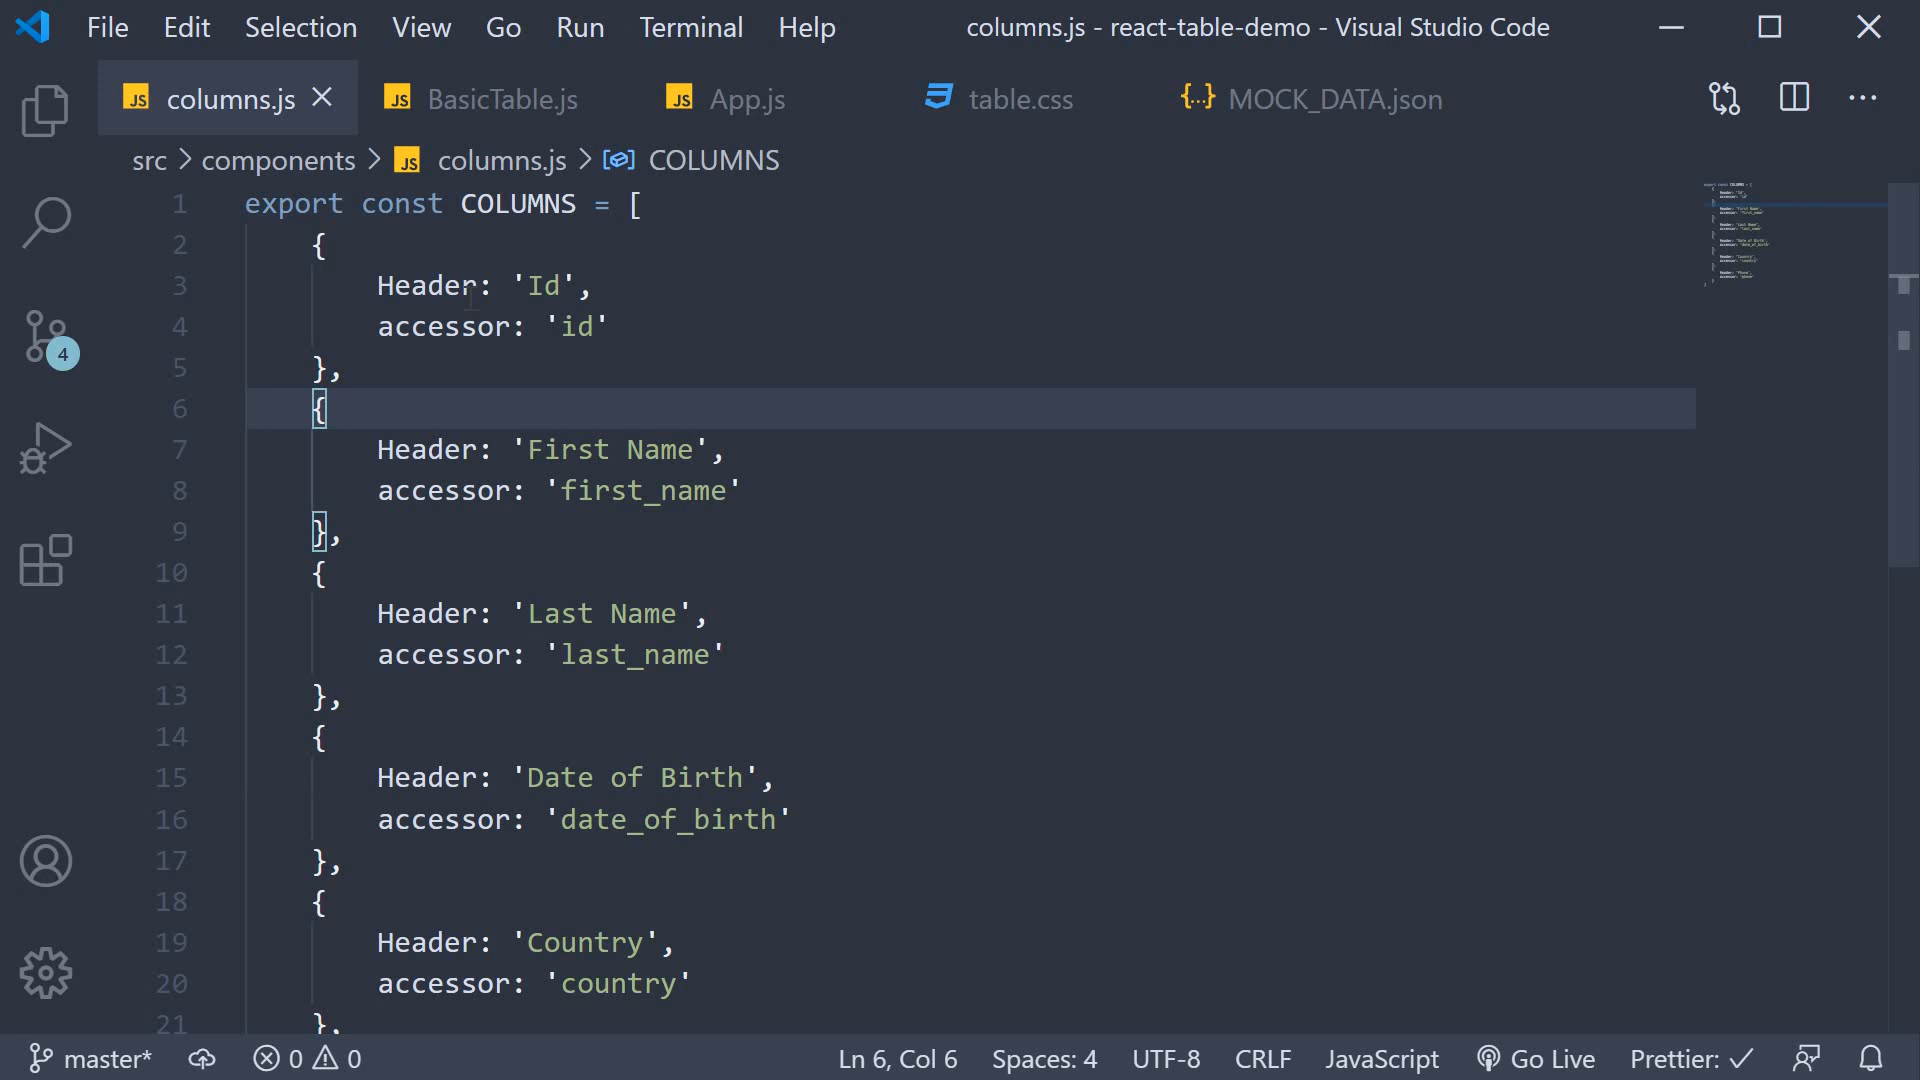 File Edit Selection View Go Run Terminal Help columns.js - react-table-demo - Visual Studio Code
JS columns.js JS BasicTable.js JS App.js table.css {...} MOCK_DATA.json
src > components > JS columns.js > COLUMNS
1 export const COLUMNS = [
2 {
3 Header: 'Id',
4 accessor: 'id'
5 },
6 {
7 Header: 'First Name',
8 accessor: 'first_name'
9 },
10 {
11 Header: 'Last Name',
12 accessor: 'last_name'
13 },
14 {
15 Header: 'Date of Birth',
16 accessor: 'date_of_birth'
17 },
18 {
19 Header: 'Country',
20 accessor: 'country'
21 },
4
master* 0 0 Ln 6, Col 6 Spaces: 4 UTF-8 CRLF JavaScript Go Live Prettier: ✓